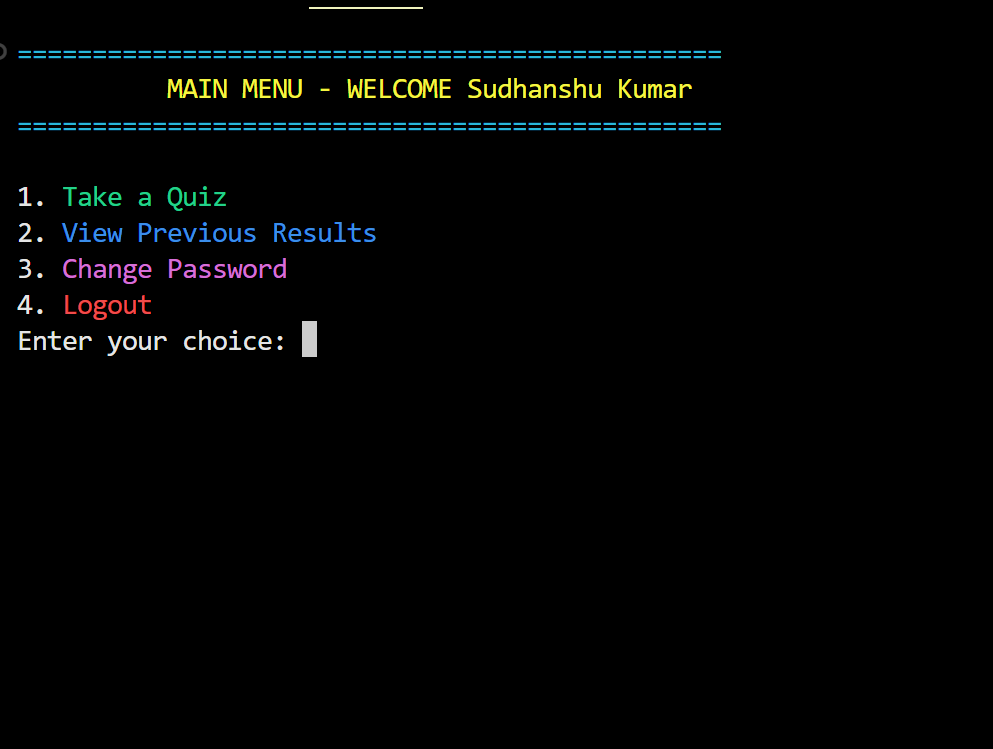 ===============================================
MAIN MENU - WELCOME Sudhanshu Kumar
===============================================
1. Take a Quiz
2. View Previous Results
3. Change Password
4. Logout
Enter your choice: